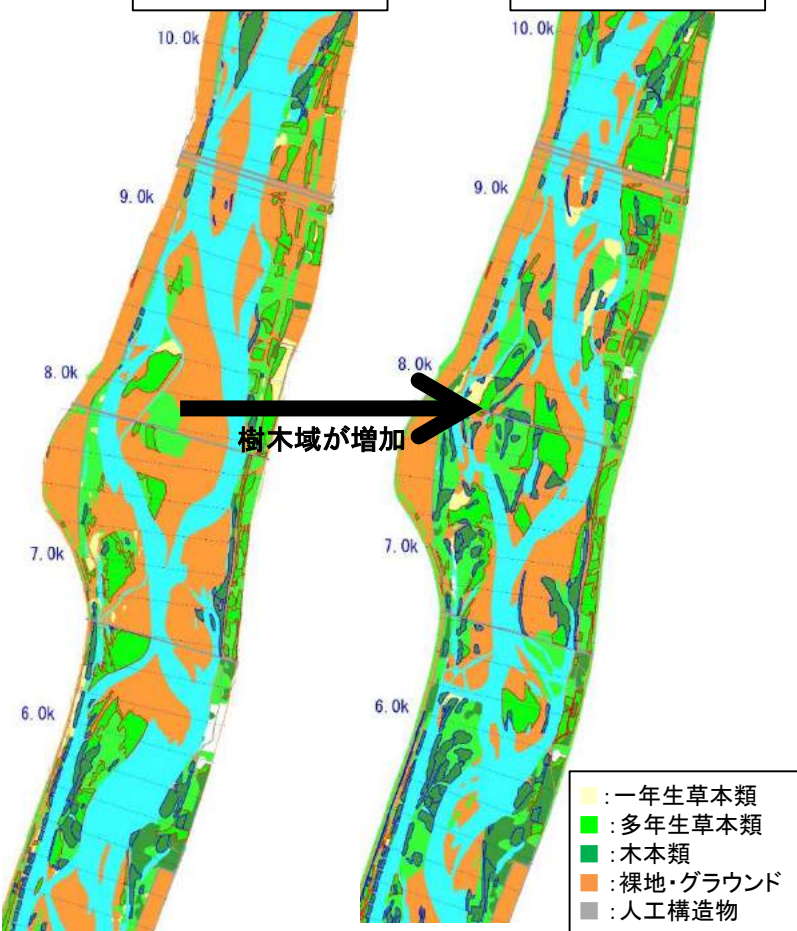 10.0k
9.0k
8.0k
7.0k
6.0k
樹木域が増加
10.0k
9.0k
8.0k
7.0k
6.0k
:一年生草本類
:多年生草本類
:木本類
:裸地・グラウンド
:人工構造物